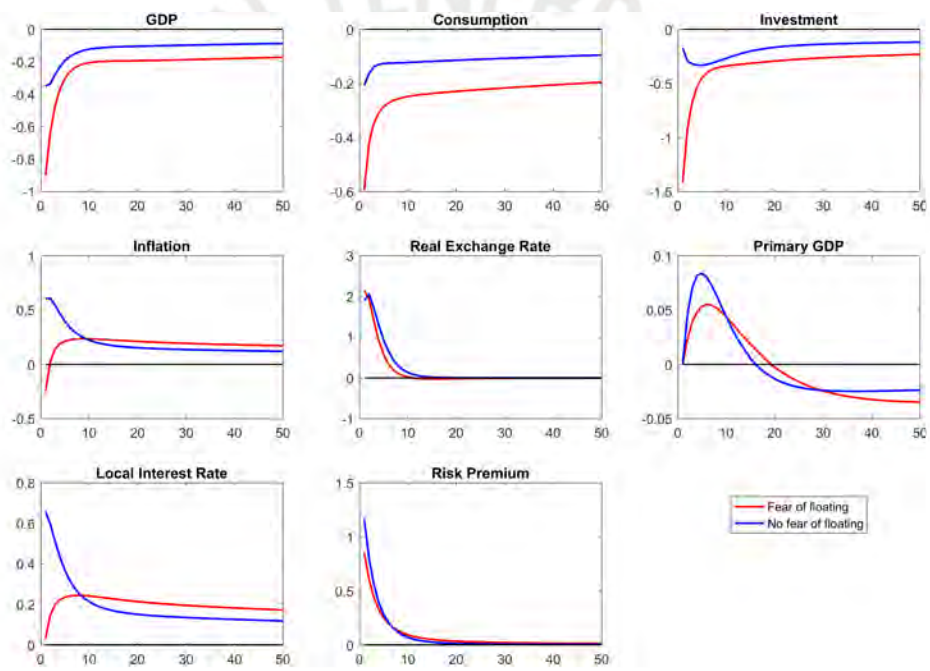 GDP
0
-0.2
-0.4
-0.6
-0.8
-1
0 10 20 30 40 50
Consumption
0
-0.2
-0.4
-0.6
0 10 20 30 40 50
Investment
0
-0.5
-1
-1.5
0 10 20 30 40 50
Inflation
1
0.5
0
-0.5
0 10 20 30 40 50
Real Exchange Rate
3
2
1
0
-1
0 10 20 30 40 50
Primary GDP
0.1
0.05
0
-0.05
0 10 20 30 40 50
Local Interest Rate
0.8
0.6
0.4
0.2
0
0 10 20 30 40 50
Risk Premium
1.5
1
0.5
0
0 10 20 30 40 50
Fear of floating
No fear of floating